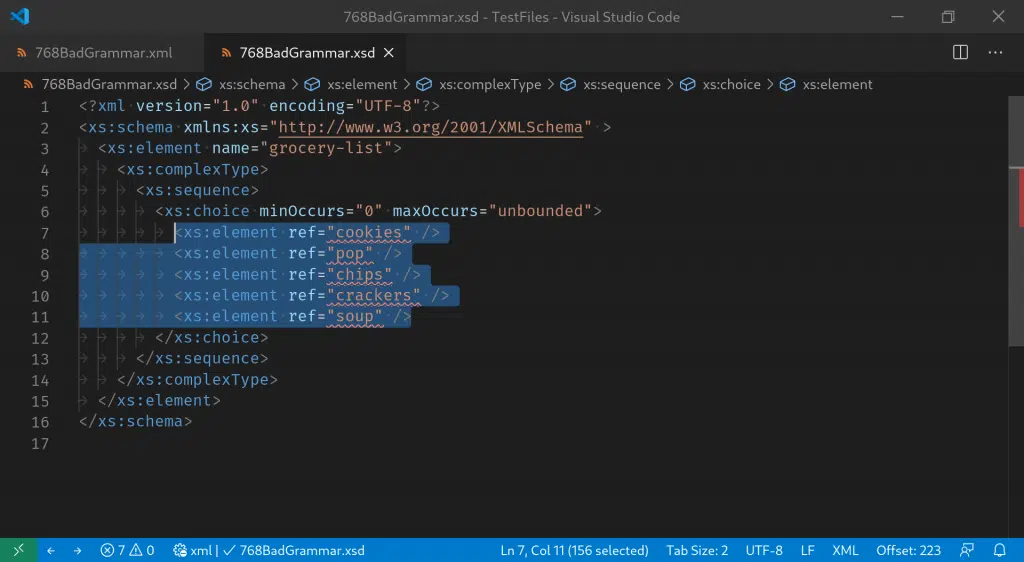 768BadGrammar.xsd - TestFiles - Visual Studio Code
768BadGrammar.xml 768BadGrammar.xsd
768BadGrammar.xsd > xs:schema > xs:element > xs:complexType > xs:sequence > xs:choice > xs:element
1 <?xml version="1.0" encoding="UTF-8"?>
2 <xs:schema xmlns:xs="http://www.w3.org/2001/XMLSchema" >
3 <xs:element name="grocery-list">
4 <xs:complexType>
5 <xs:sequence>
6 <xs:choice minOccurs="0" maxOccurs="unbounded">
7 <xs:element ref="cookies" />
8 <xs:element ref="pop" />
9 <xs:element ref="chips" />
10 <xs:element ref="crackers" />
11 <xs:element ref="soup" />
12 </xs:choice>
13 </xs:sequence>
14 </xs:complexType>
15 </xs:element>
16 </xs:schema>
17
7 0 xml | ✓ 768BadGrammar.xsd Ln 7, Col 11 (156 selected) Tab Size: 2 UTF-8 LF XML Offset: 223